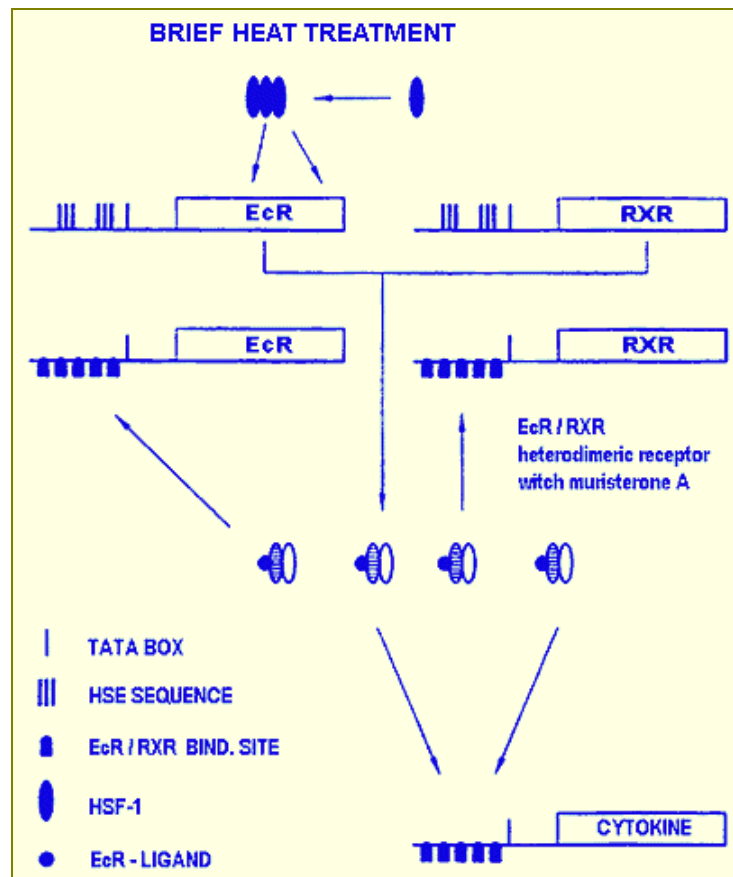 BRIEF HEAT TREATMENT
EcR
RXR
EcR
RXR
EcR / RXR
heterodimeric receptor
witch muristerone A
TATA BOX
HSE SEQUENCE
EcR / RXR BIND. SITE
HSF-1
EcR - LIGAND
CYTOKINE